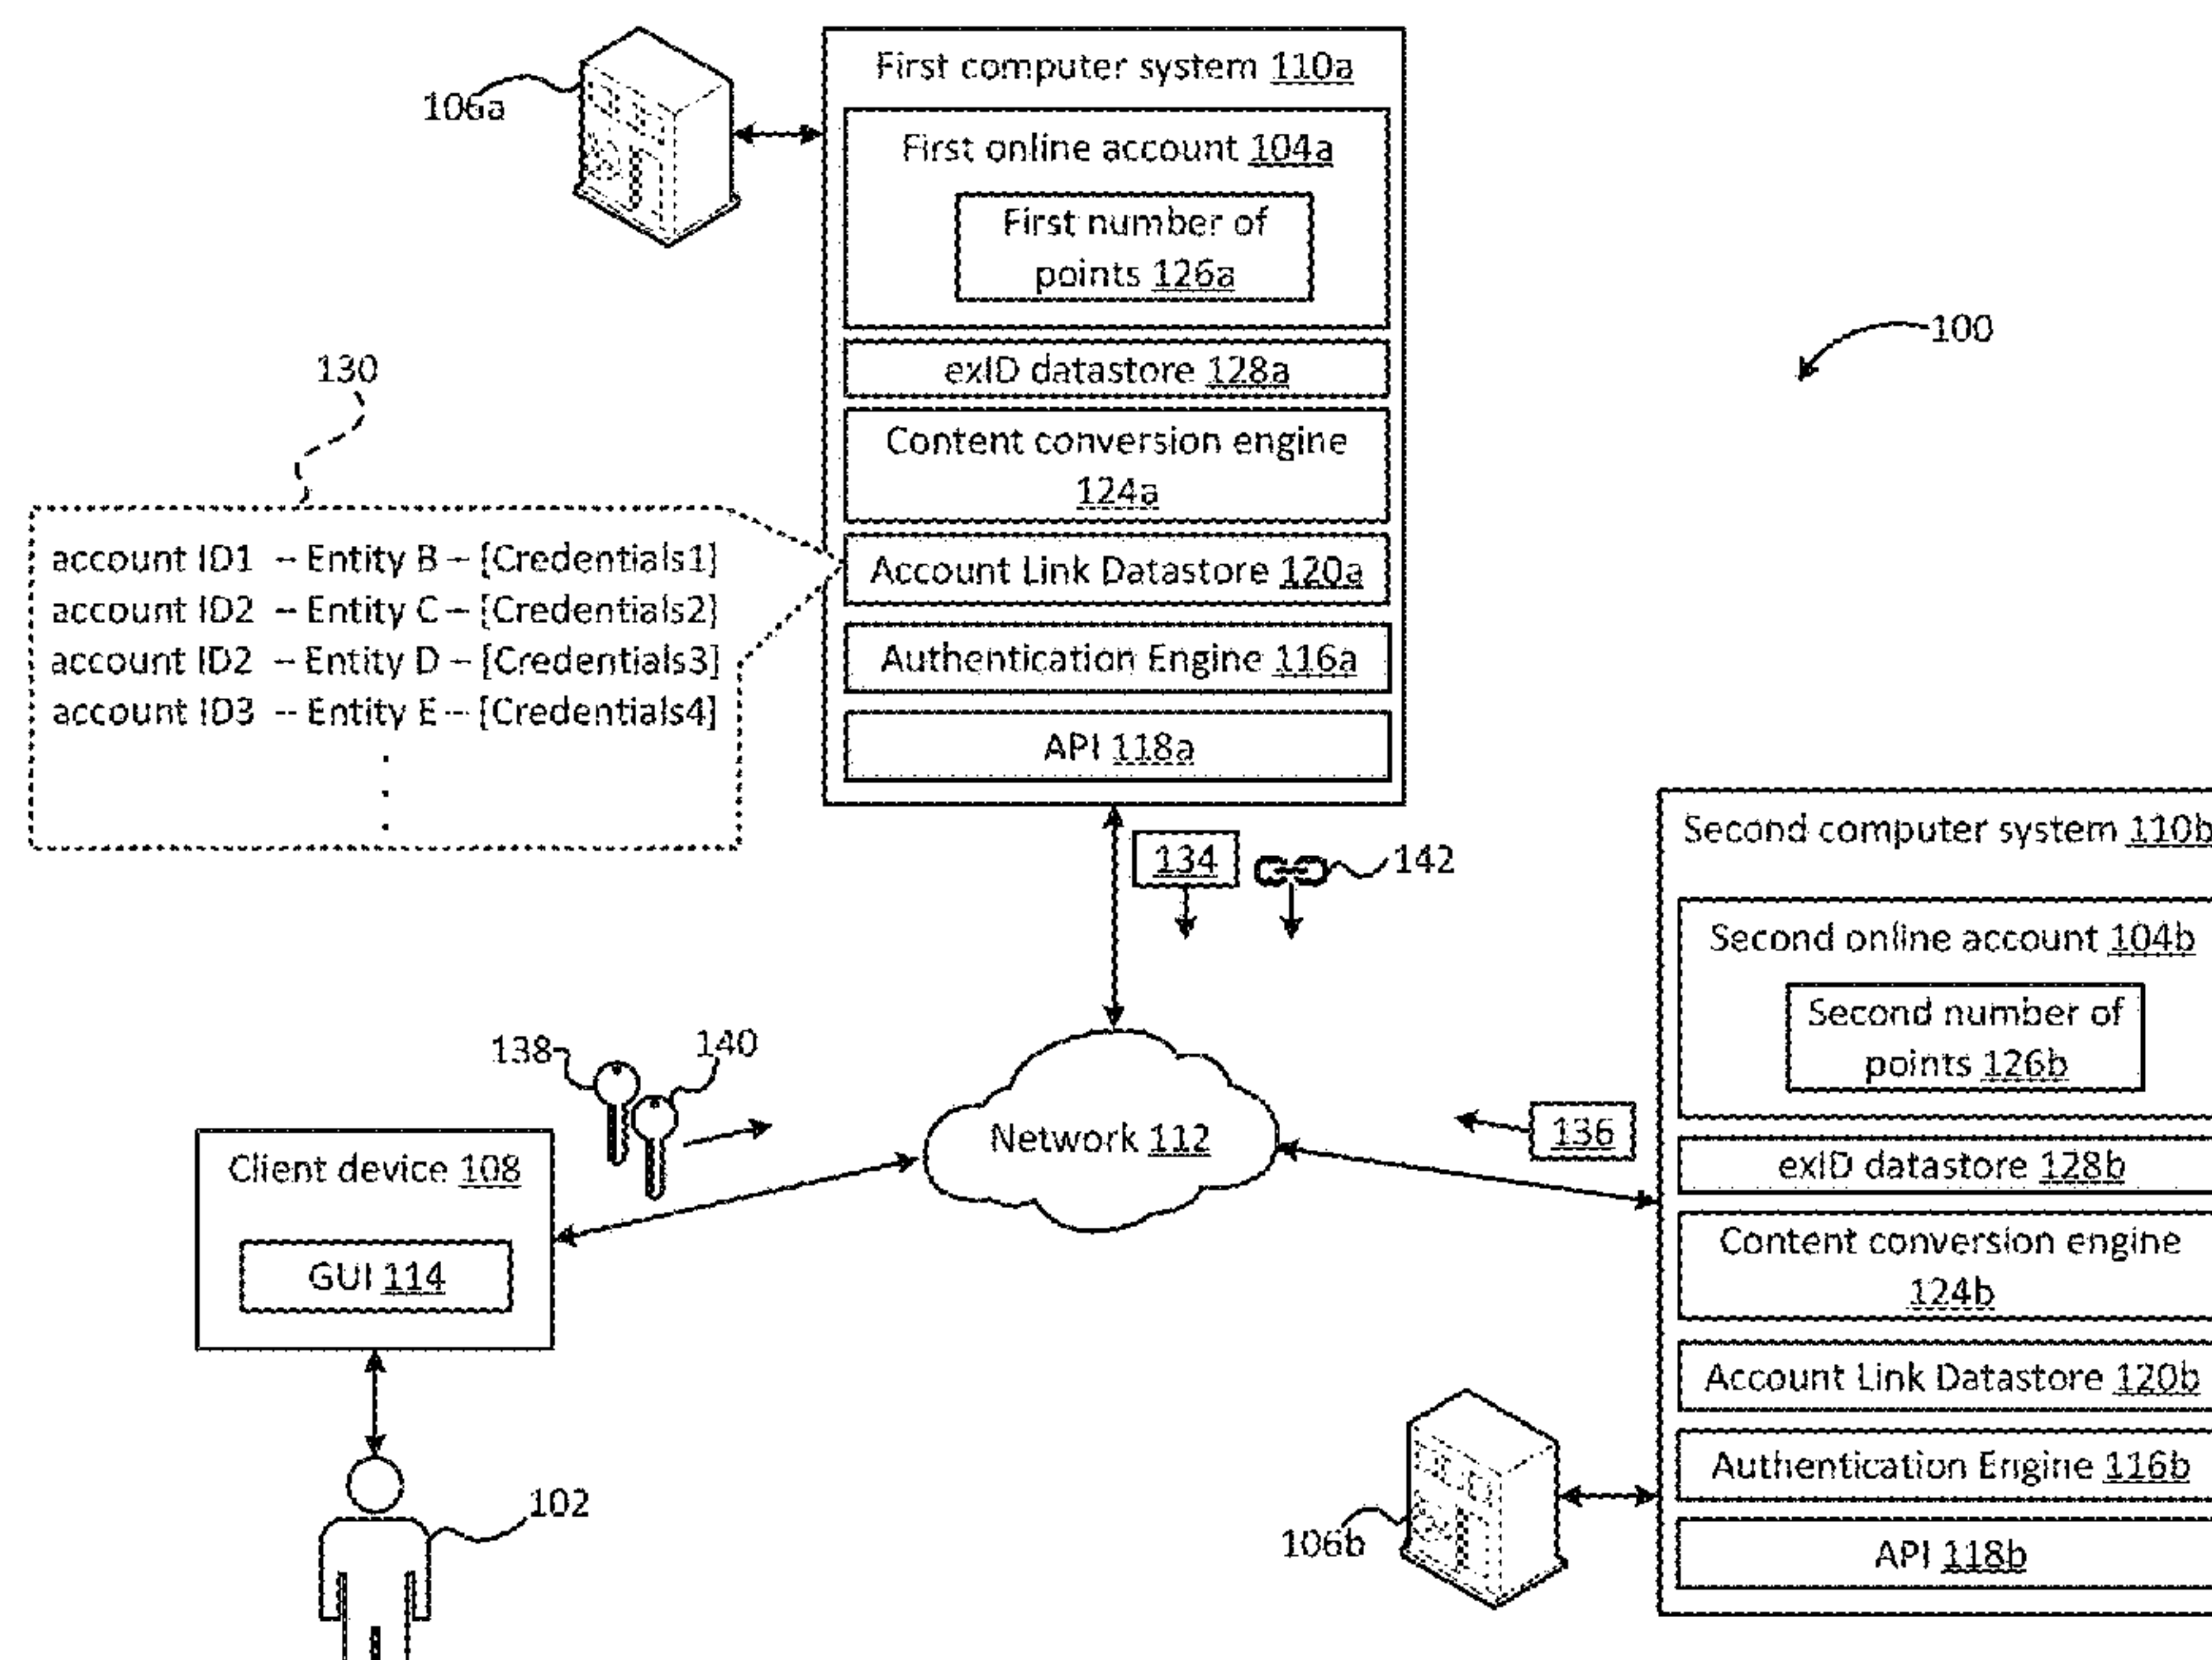 First computer system 110a
106a
First online account 104a
First number of
points 126a
100
130
exID datastore 128a
Content conversion engine
124a
account ID1 -- Entity B – [Credentials1]
account ID2 -- Entity C – [Credentials2]
account ID2 -- Entity D – [Credentials3]
account ID3 -- Entity E -- [Credentials4]
.
.
.
Account Link Datastore 120a
Authentication Engine 116a
API 118a
134
142
Second computer system 110b
Second online account 104b
Second number of
points 126b
138
140
Network 112
136
Client device 108
GUI 114
exID datastore 128b
Content conversion engine
124b
Account Link Datastore 120b
Authentication Engine 116b
API 118b
106b
102